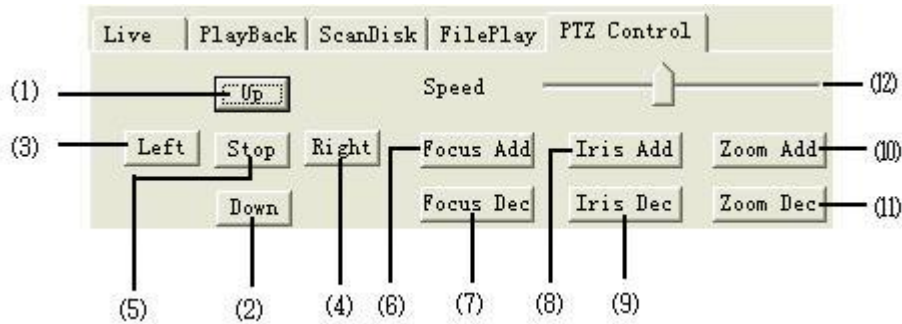 Live PlayBack ScanDisk FilePlay PTZ Control
(1) Up Speed (12)
(3) Left Stop Right Focus Add Iris Add Zoom Add (10)
Down Focus Dec Iris Dec Zoom Dec (11)
(5) (2) (4) (6) (7) (8) (9)